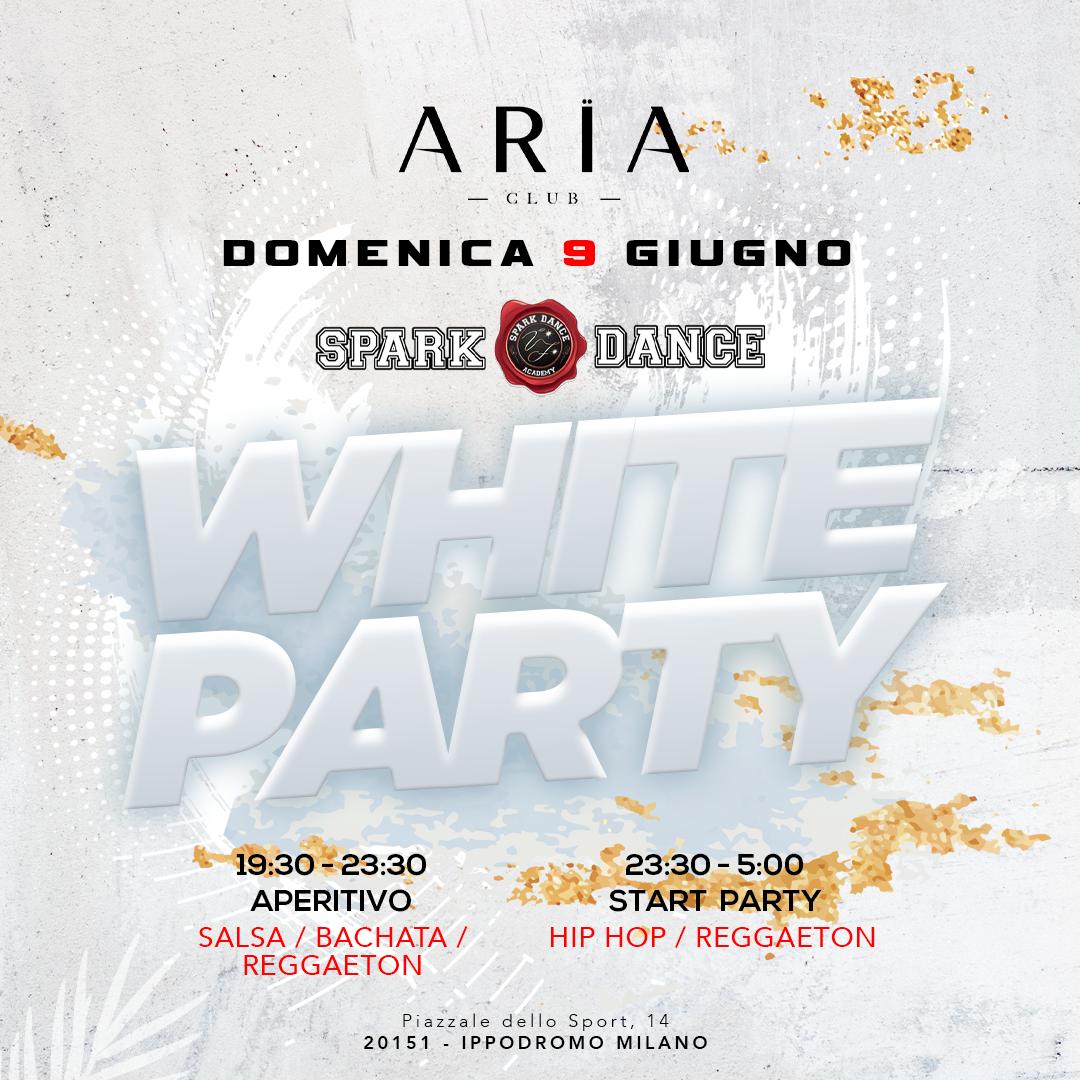 ARÏA
— CLUB —
DOMENICA 9 GIUGNO
SPARK DANCE
SPARK DANCE
ACADEMY
WHITE
PARTY
19:30 - 23:30
APERITIVO
SALSA / BACHATA /
REGGAETON
23:30 - 5:00
START PARTY
HIP HOP / REGGAETON
Piazzale dello Sport, 14
20151 - IPPODROMO MILANO